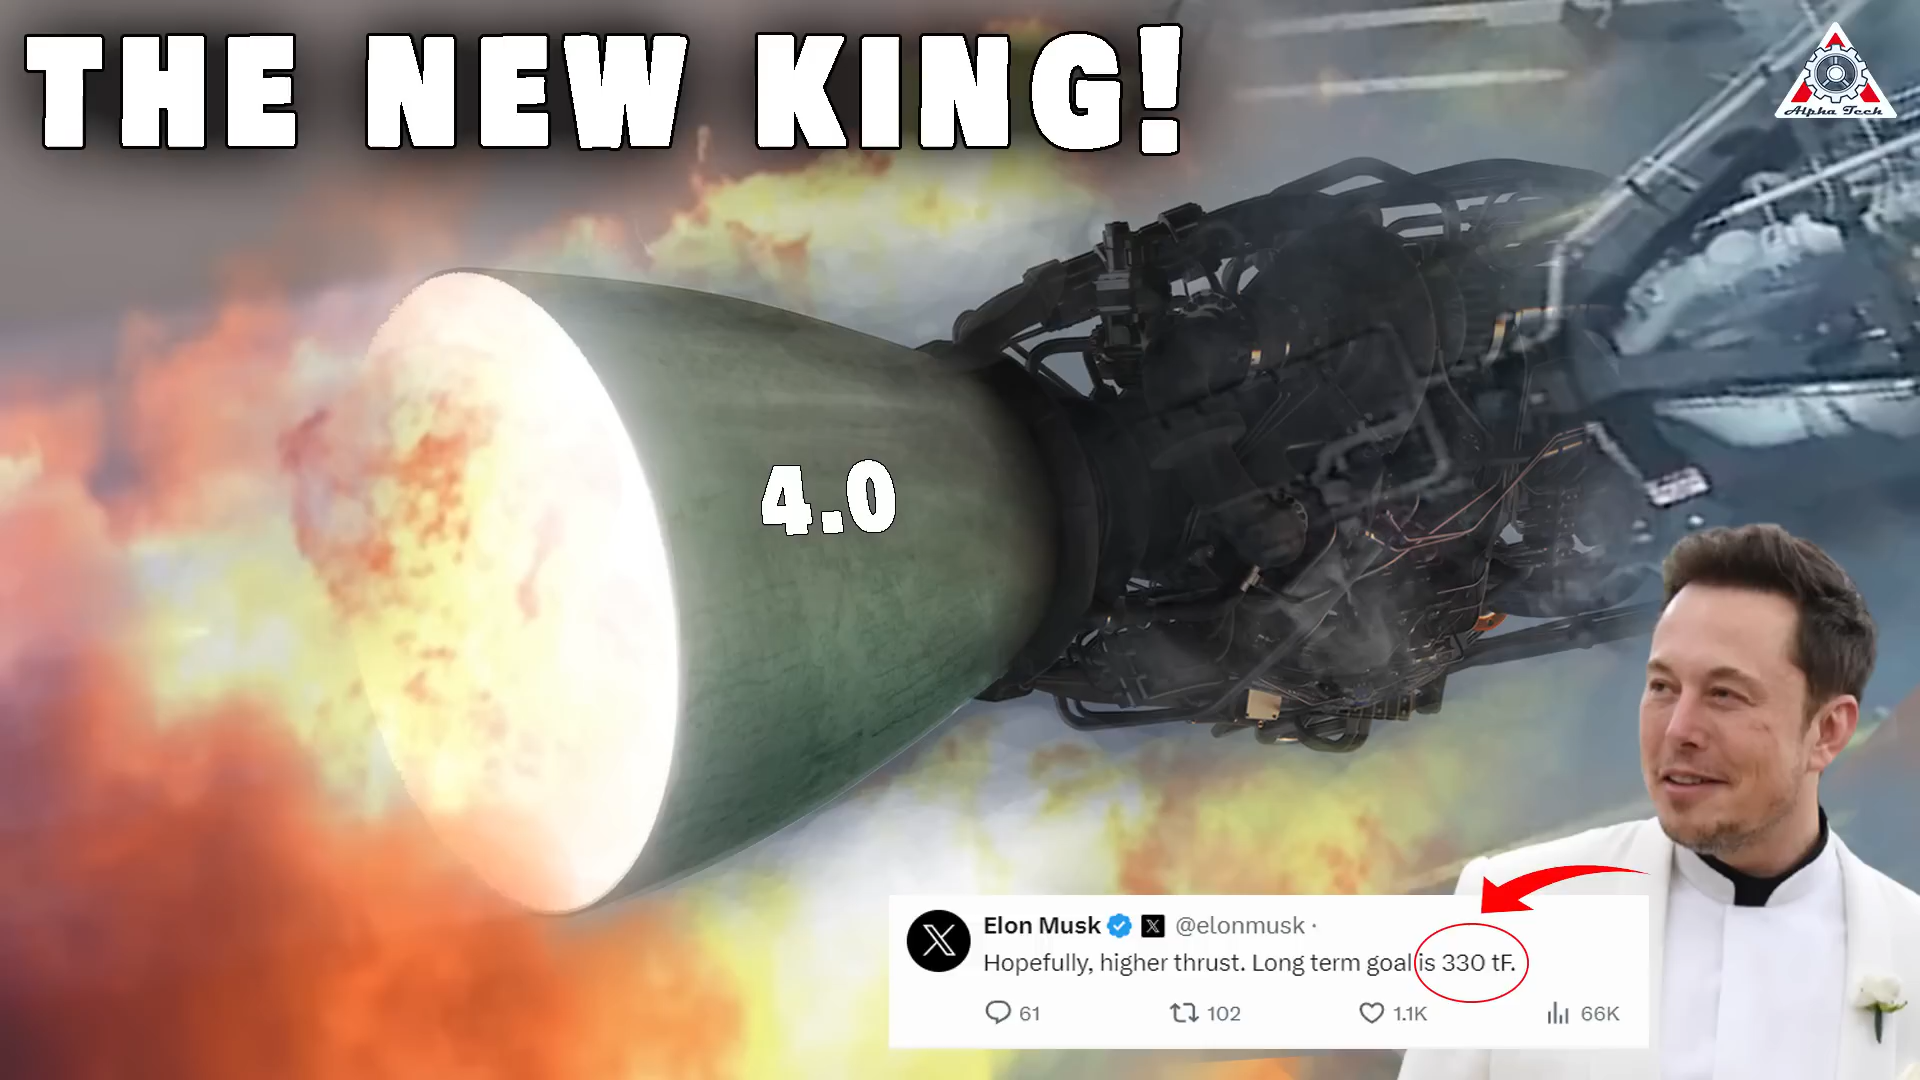 THE NEW KING!
Alpha Tech
4.0
Elon Musk @elonmusk ·
Hopefully, higher thrust. Long term goal is 330 tF.
61 102 1.1K 66K